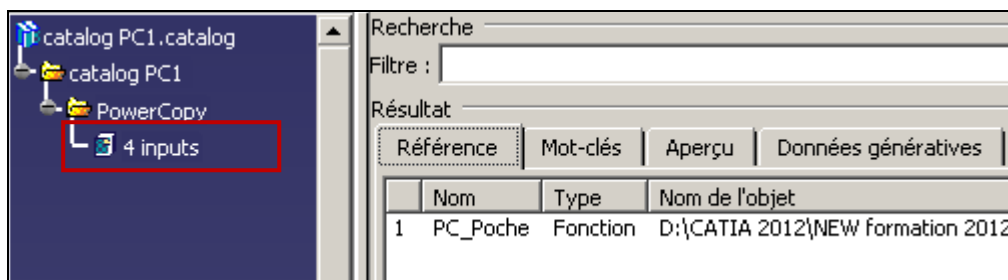 catalog PC1.catalog
catalog PC1
PowerCopy
4 inputs
Recherche
Filtre :
Résultat
Référence Mot-clés Aperçu Données génératives
Nom Type Nom de l'objet
1 PC_Poche Fonction D:\CATIA 2012\NEW formation 2012